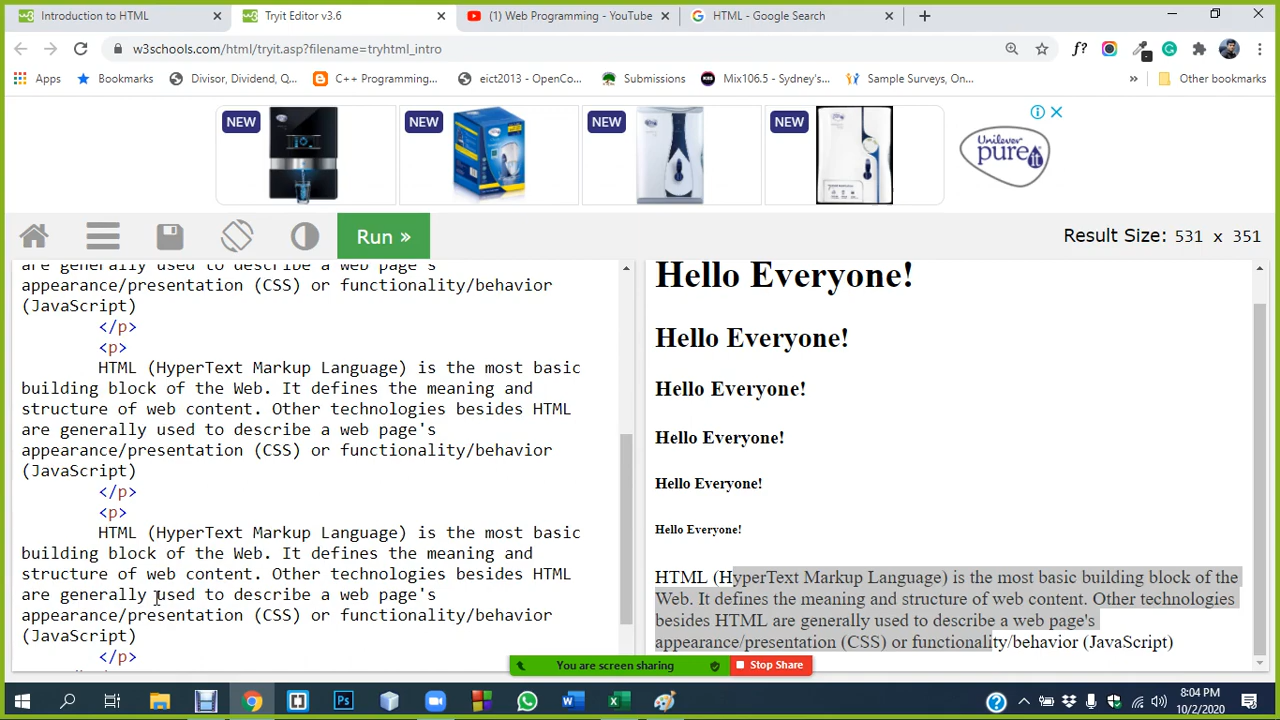 Introduction to HTML
Tryit Editor v3.6
(1) Web Programming - YouTube
HTML - Google Search
w3schools.com/html/tryit.asp?filename=tryhtml_intro
f?
Apps
Bookmarks
Divisor, Dividend, Q...
C++ Programming...
eict2013 - OpenCo...
Submissions
Mix106.5 - Sydney's...
Sample Surveys, On...
»
Other bookmarks
NEW
NEW
NEW
NEW
Unilever
pureit
Run »
Result Size: 531 x 351
are generally used to describe a web page's
appearance/presentation (CSS) or functionality/behavior
(JavaScript)
</p>
<p>
HTML (HyperText Markup Language) is the most basic
building block of the Web. It defines the meaning and
structure of web content. Other technologies besides HTML
are generally used to describe a web page's
appearance/presentation (CSS) or functionality/behavior
(JavaScript)
</p>
<p>
HTML (HyperText Markup Language) is the most basic
building block of the Web. It defines the meaning and
structure of web content. Other technologies besides HTML
are generally used to describe a web page's
appearance/presentation (CSS) or functionality/behavior
(JavaScript)
</p>
Hello Everyone!
Hello Everyone!
Hello Everyone!
Hello Everyone!
Hello Everyone!
Hello Everyone!
HTML (HyperText Markup Language) is the most basic building block of the
Web. It defines the meaning and structure of web content. Other technologies
besides HTML are generally used to describe a web page's
appearance/presentation (CSS) or functionality/behavior (JavaScript)
You are screen sharing
Stop Share
8:04 PM
10/2/2020